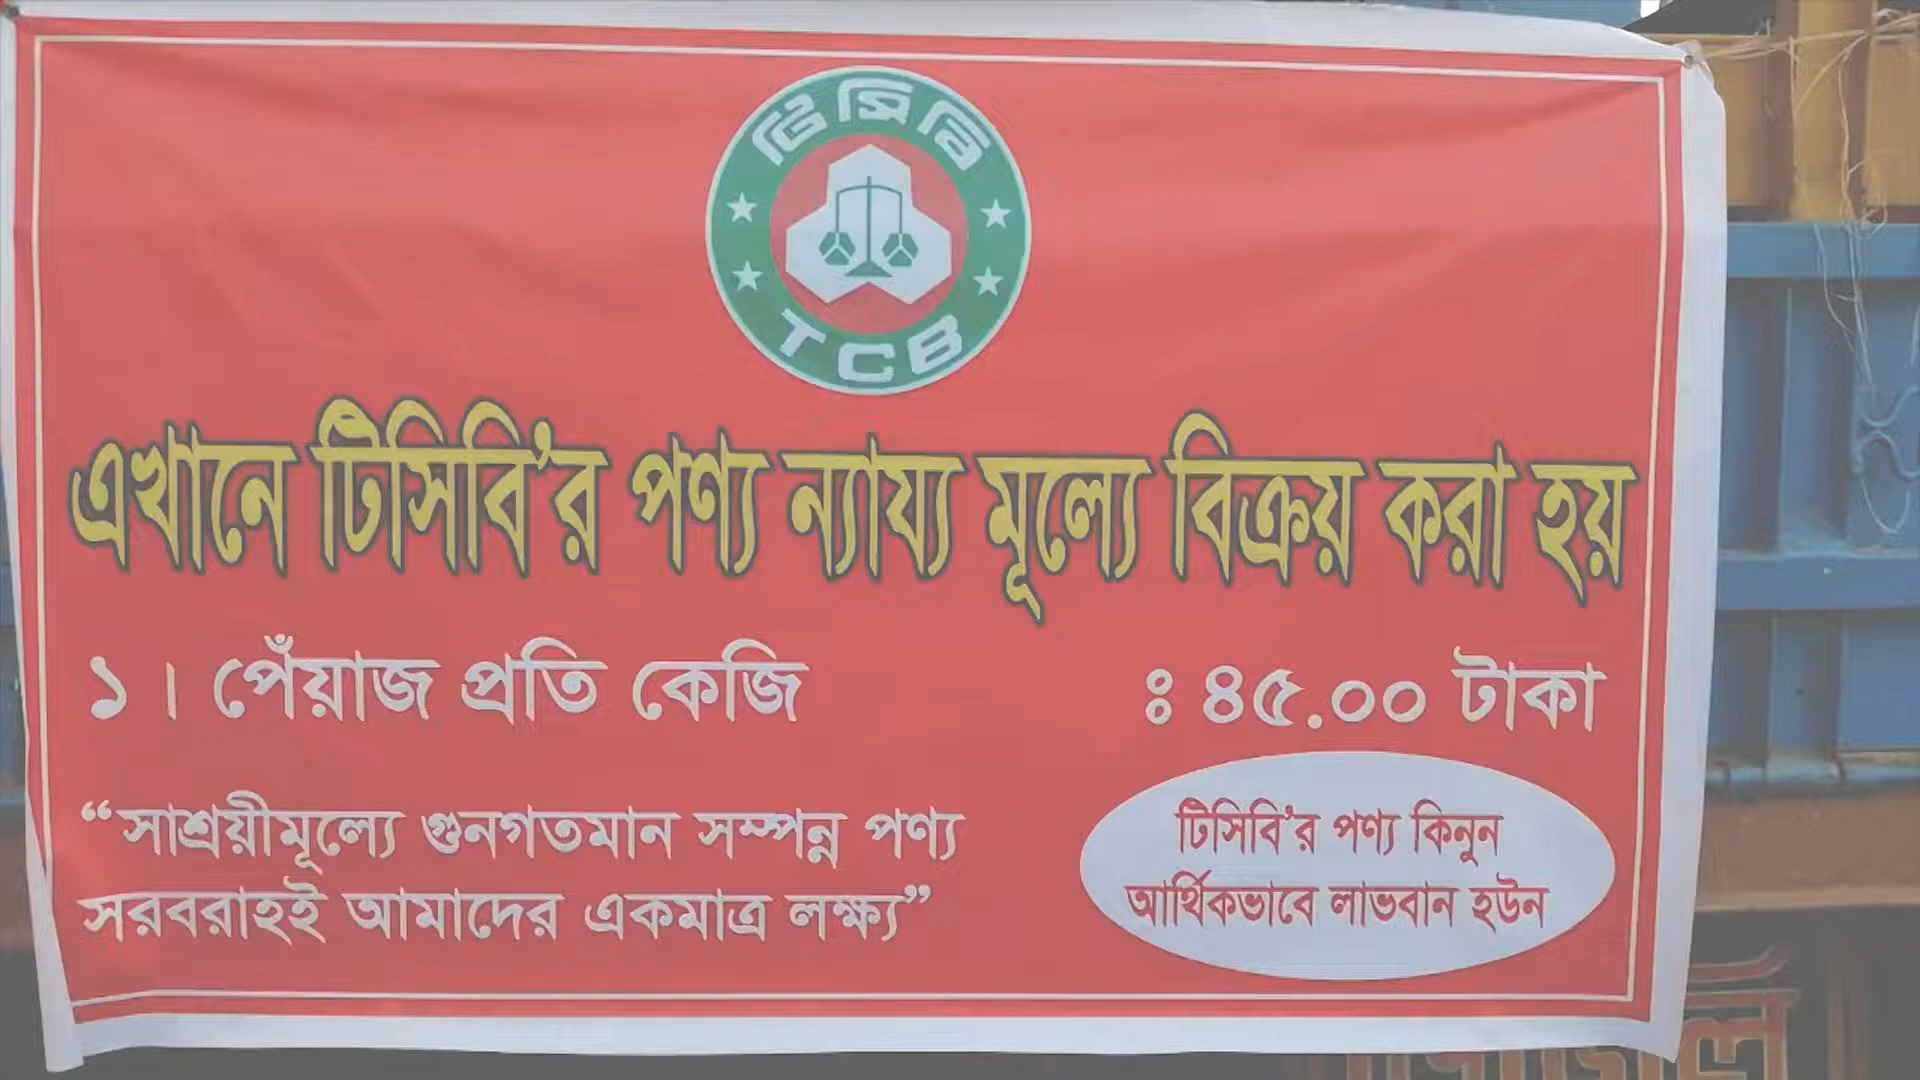 টিসিবি
TCB
এখানে টিসিবি’র পণ্য ন্যায্য মূল্যে বিক্রয় করা হয়
১। পেঁয়াজ প্রতি কেজি : ৪৫.০০ টাকা
“সাশ্রয়ীমূল্যে গুনগতমান সম্পন্ন পণ্য
সরবরাহই আমাদের একমাত্র লক্ষ্য”
টিসিবি’র পণ্য কিনুন
আর্থিকভাবে লাভবান হউন